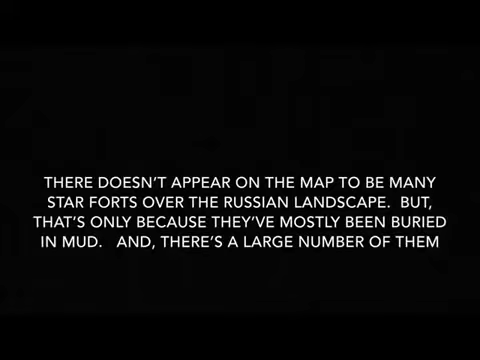 THERE DOESN'T APPEAR ON THE MAP TO BE MANY
STAR FORTS OVER THE RUSSIAN LANDSCAPE.  BUT,
THAT'S ONLY BECAUSE THEY'VE MOSTLY BEEN BURIED
IN MUD.   AND, THERE'S A LARGE NUMBER OF THEM